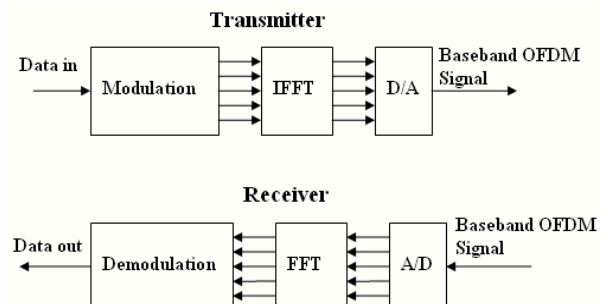 Transmitter
Data in
Modulation
IFFT
D/A
Baseband OFDM
Signal
Receiver
Data out
Demodulation
FFT
A/D
Baseband OFDM
Signal